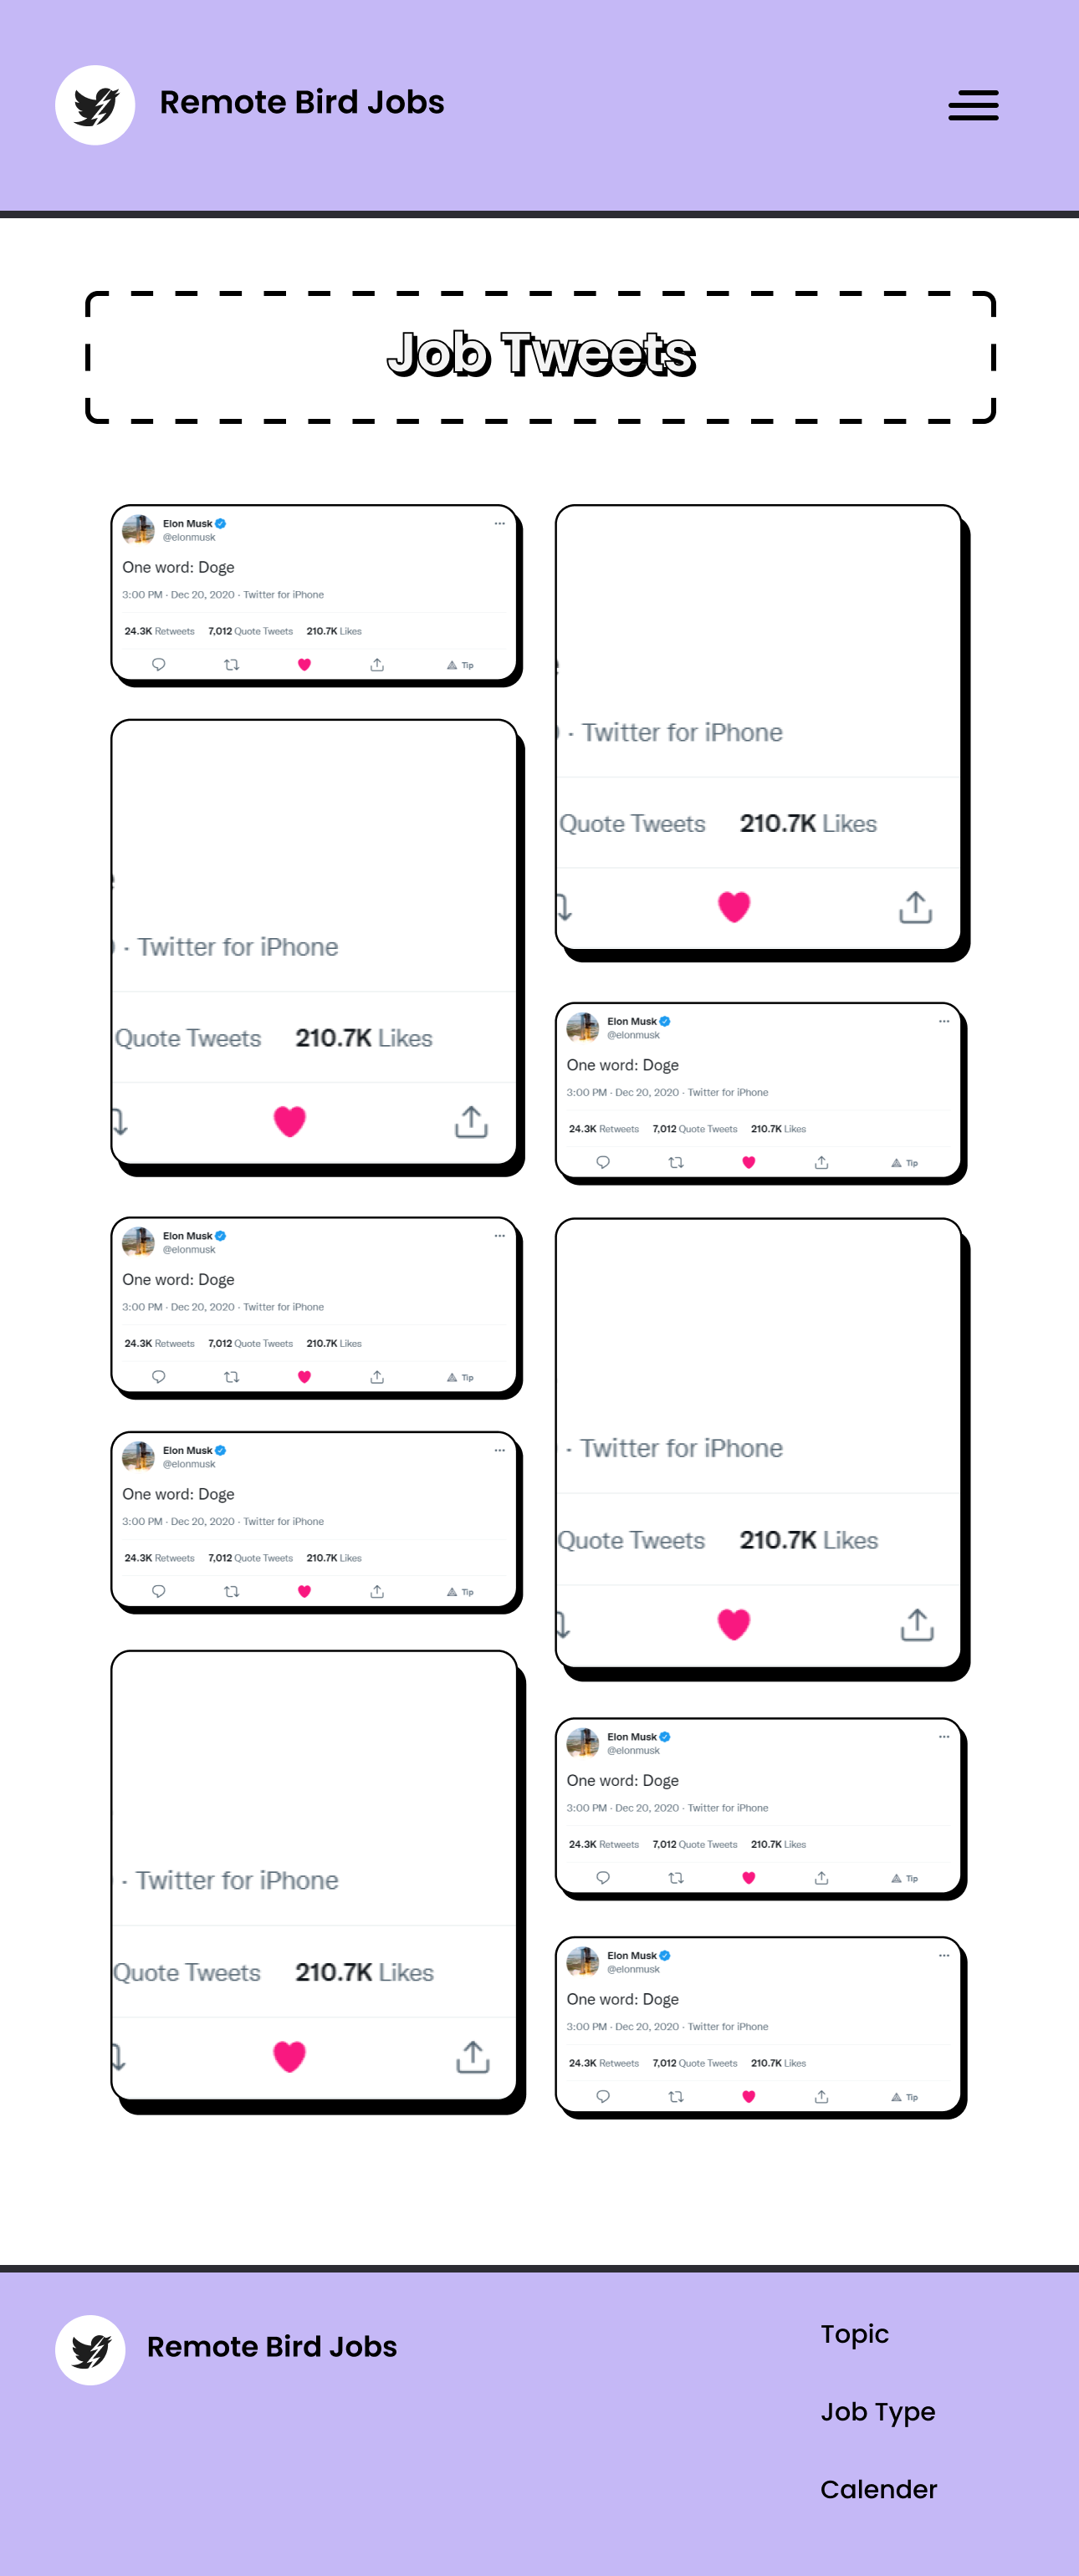 Remote Bird Jobs
Job Tweets
Elon Musk
@elonmusk
One word: Doge
3:00 PM · Dec 20, 2020 · Twitter for iPhone
24.3K Retweets 7,012 Quote Tweets 210.7K Likes
Tip
· Twitter for iPhone
Quote Tweets 210.7K Likes
Elon Musk
@elonmusk
One word: Doge
3:00 PM · Dec 20, 2020 · Twitter for iPhone
24.3K Retweets 7,012 Quote Tweets 210.7K Likes
Tip
Elon Musk
@elonmusk
One word: Doge
3:00 PM · Dec 20, 2020 · Twitter for iPhone
24.3K Retweets 7,012 Quote Tweets 210.7K Likes
Tip
· Twitter for iPhone
Quote Tweets 210.7K Likes
· Twitter for iPhone
Quote Tweets 210.7K Likes
Elon Musk
@elonmusk
One word: Doge
3:00 PM · Dec 20, 2020 · Twitter for iPhone
24.3K Retweets 7,012 Quote Tweets 210.7K Likes
Tip
· Twitter for iPhone
Quote Tweets 210.7K Likes
Elon Musk
@elonmusk
One word: Doge
3:00 PM · Dec 20, 2020 · Twitter for iPhone
24.3K Retweets 7,012 Quote Tweets 210.7K Likes
Tip
Elon Musk
@elonmusk
One word: Doge
3:00 PM · Dec 20, 2020 · Twitter for iPhone
24.3K Retweets 7,012 Quote Tweets 210.7K Likes
Tip
Remote Bird Jobs
Topic
Job Type
Calender